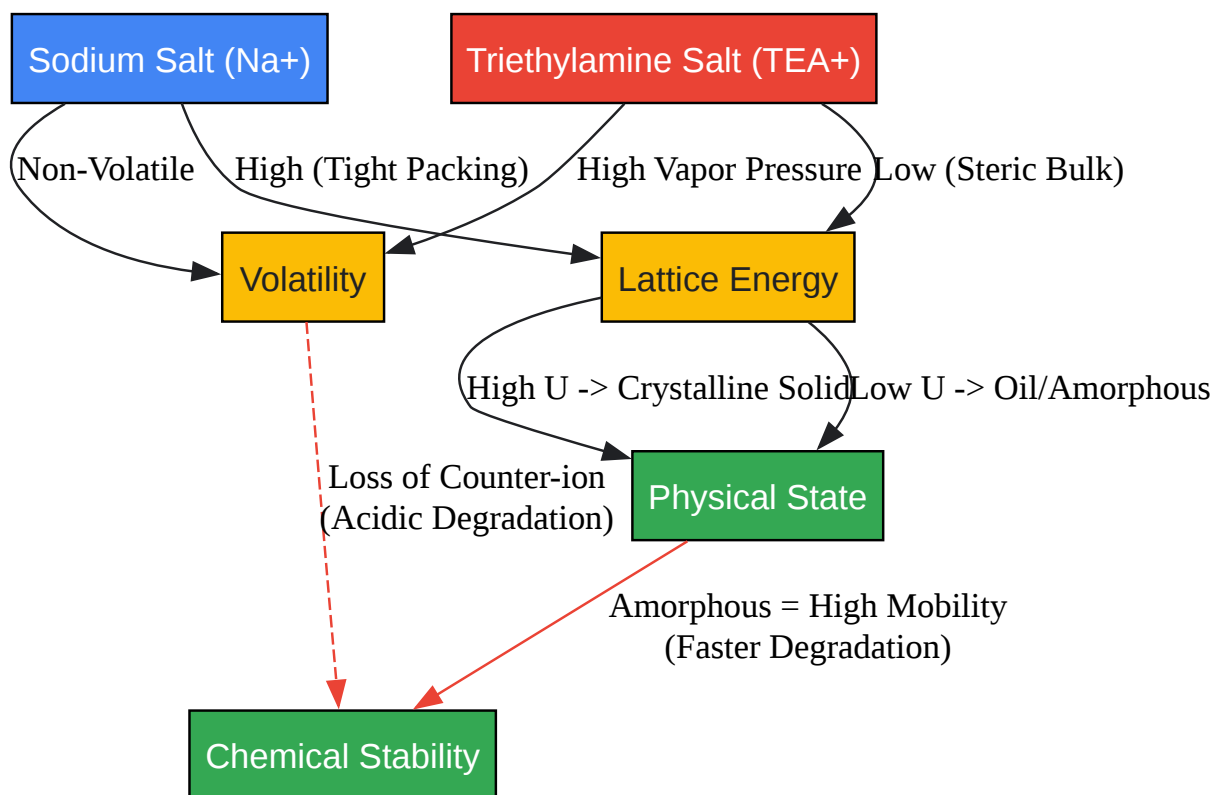 Sodium Salt (Na+)
Triethylamine Salt (TEA+)
Non-Volatile
High (Tight Packing)
High Vapor Pressure
Low (Steric Bulk)
Volatility
Lattice Energy
High U -> Crystalline Solid
Low U -> Oil/Amorphous
Loss of Counter-ion
(Acidic Degradation)
Physical State
Amorphous = High Mobility
(Faster Degradation)
Chemical Stability